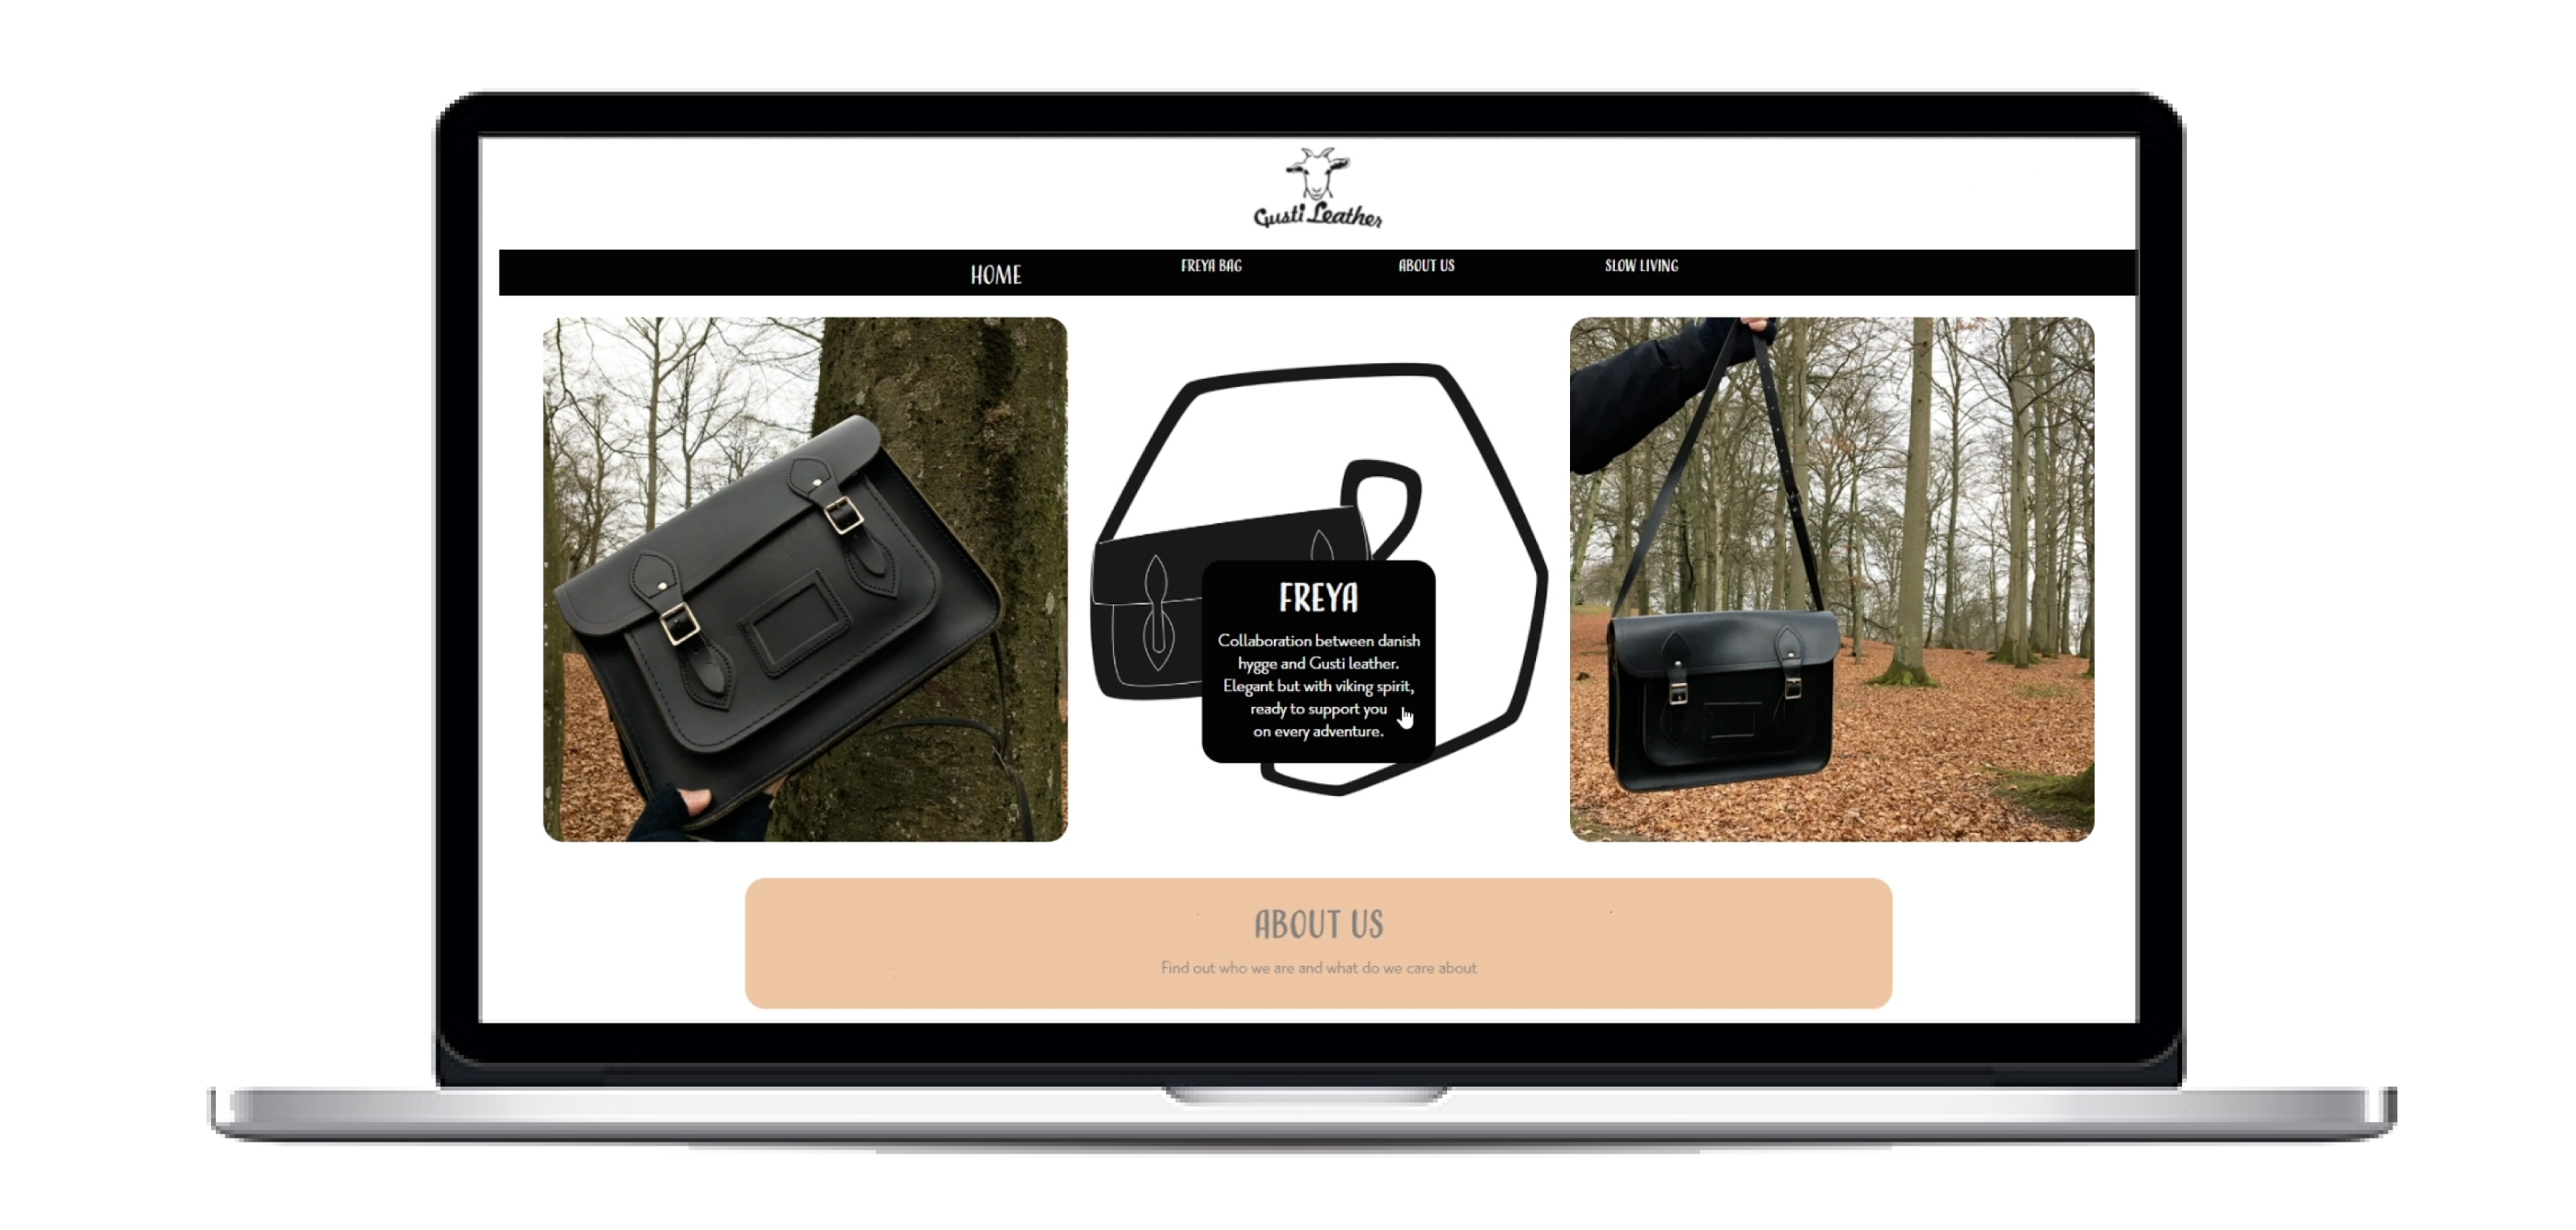 Gusti Leather
HOME
FREYA BAG
ABOUT US
SLOW LIVING
FREYA
Collaboration between danish
hygge and Gusti leather.
Elegant but with viking spirit,
ready to support you
on every adventure.
ABOUT US
Find out who we are and what do we care about